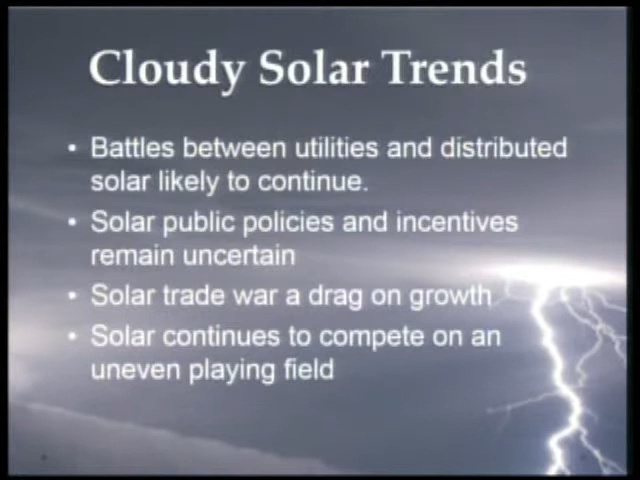 Cloudy Solar Trends
• Battles between utilities and distributed
solar likely to continue.
• Solar public policies and incentives
remain uncertain
• Solar trade war a drag on growth
• Solar continues to compete on an
uneven playing field